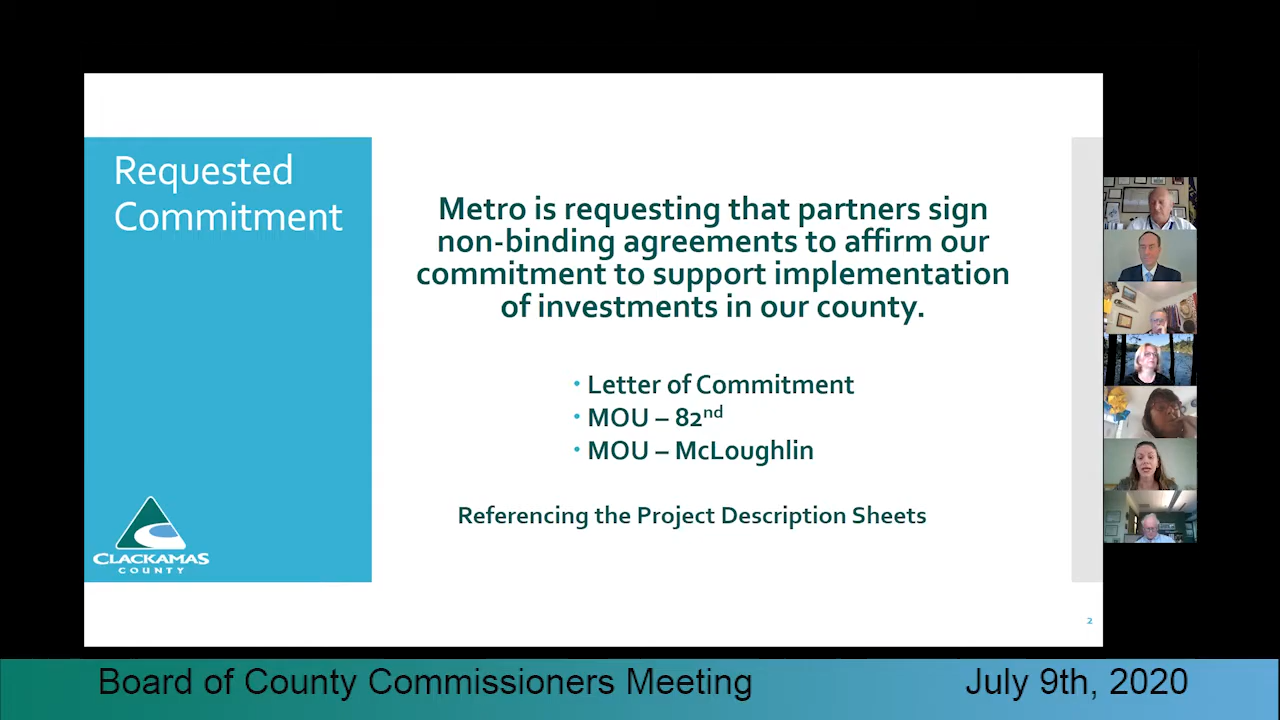 Requested
Commitment
Metro is requesting that partners sign
non-binding agreements to affirm our
commitment to support implementation
of investments in our county.
• Letter of Commitment
• MOU – 82nd
• MOU – McLoughlin
Referencing the Project Description Sheets
CLACKAMAS
COUNTY
2
Board of County Commissioners Meeting
July 9th, 2020